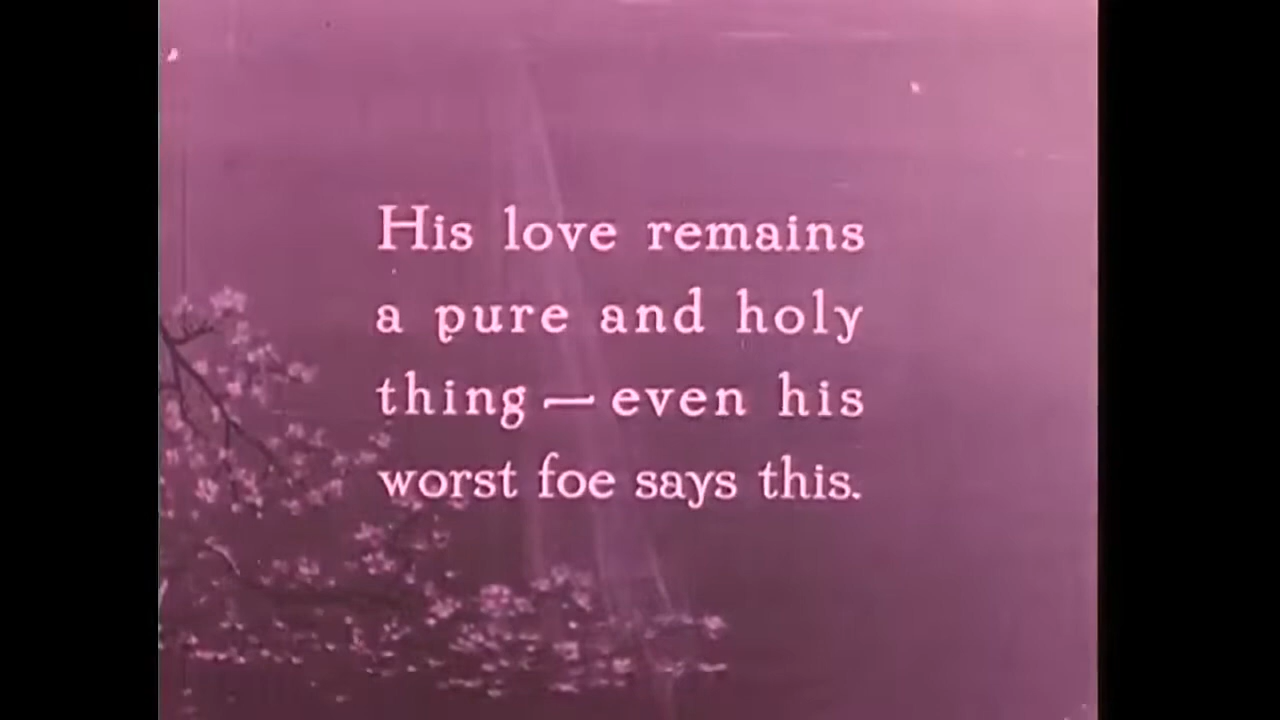 His love remains
a pure and holy
thing — even his
worst foe says this.